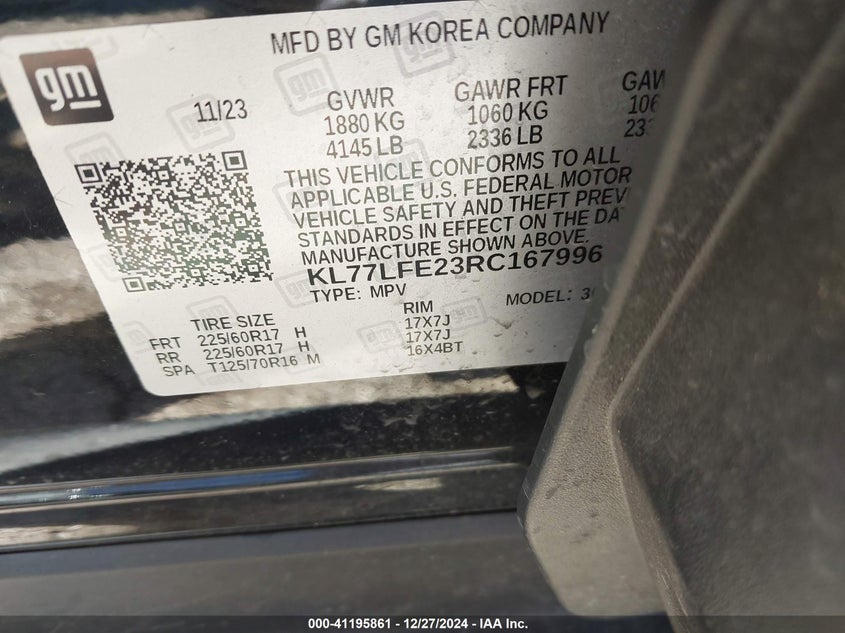 MFD BY GM KOREA COMPANY
gm
11/23
GVWR GAWR FRT
1880 KG 1060 KG
4145 LB 2336 LB
THIS VEHICLE CONFORMS TO ALL
APPLICABLE U.S. FEDERAL MOTOR
VEHICLE SAFETY AND THEFT
STANDARDS IN EFFECT ON THE
MANUFACTURE SHOWN ABOVE.
KL77LFE23RC167996
TYPE: MPV MODEL:
TIRE SIZE RIM
FRT 225/60R17 H 17X7J
RR 225/60R17 H 17X7J
SPA T125/70R16 M 16X4BT
000-41195861 - 12/27/2024 - IAA Inc.